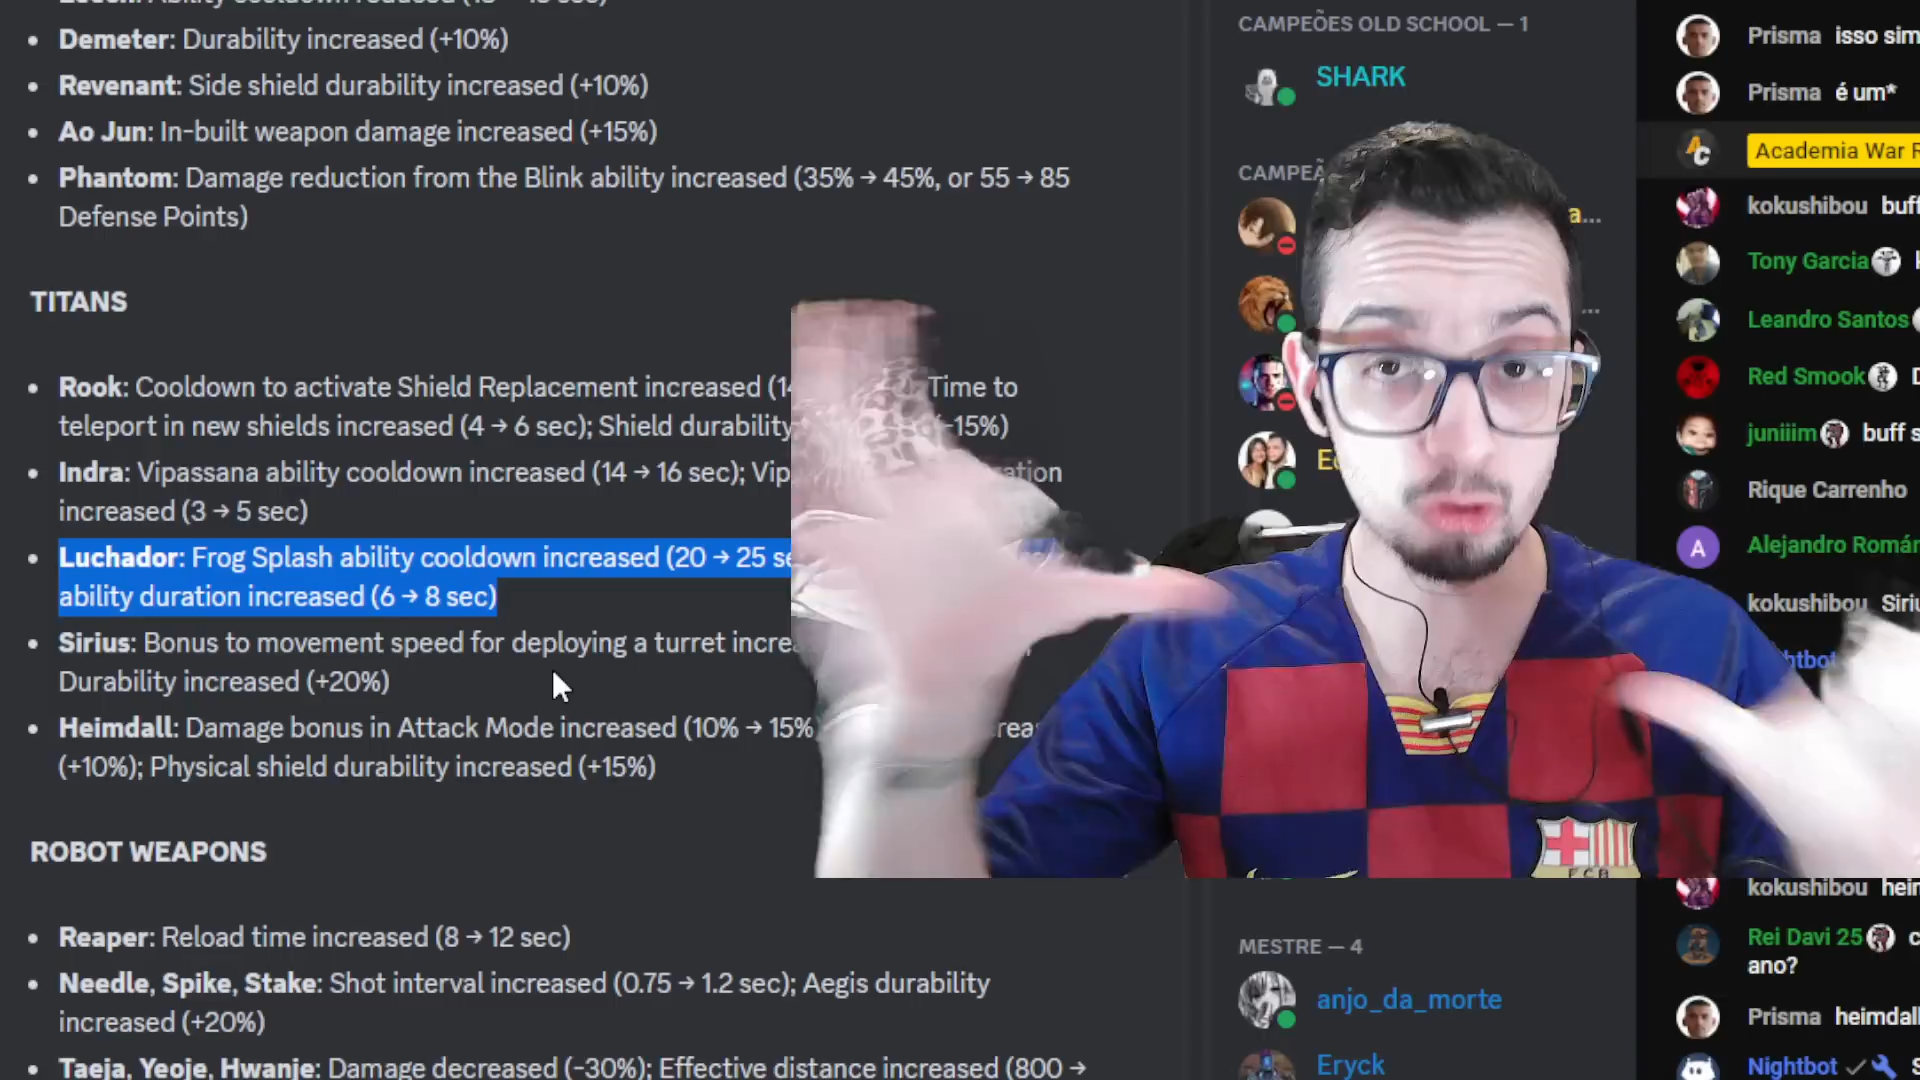 Demeter: Durability increased (+10%)
Revenant: Side shield durability increased (+10%)
Ao Jun: In-built weapon damage increased (+15%)
Phantom: Damage reduction from the Blink ability increased (35% → 45%, or 55 → 85
Defense Points)
TITANS
Rook: Cooldown to activate Shield Replacement increased (14 Time to
teleport in new shields increased (4 → 6 sec); Shield durability -15%)
Indra: Vipassana ability cooldown increased (14 → 16 sec);
increased (3 → 5 sec)
Luchador: Frog Splash ability cooldown increased (20 → 25
ability duration increased (6 → 8 sec)
Sirius: Bonus to movement speed for deploying a turret
Durability increased (+20%)
Heimdall: Damage bonus in Attack Mode increased (10% → 15%
(+10%); Physical shield durability increased (+15%)
ROBOT WEAPONS
Reaper: Reload time increased (8 → 12 sec)
Needle, Spike, Stake: Shot interval increased (0.75 → 1.2 sec); Aegis durability
increased (+20%)
Taeja, Yeoje, Hwanje: Damage decreased (-30%); Effective distance increased (800 →
CAMPEÕES OLD SCHOOL — 1
SHARK
MESTRE — 4
anjo_da_morte
Eryck
Prisma isso sim
Prisma é um*
Academia War
kokushibou buff
Tony Garcia
Leandro Santos
Red Smook
juniiim buff
Rique Carrenho
A
Alejandro Román
kokushibou Siriu
FCB
kokushibou
Rei Davi 25
ano?
Prisma heimdall
Nightbot